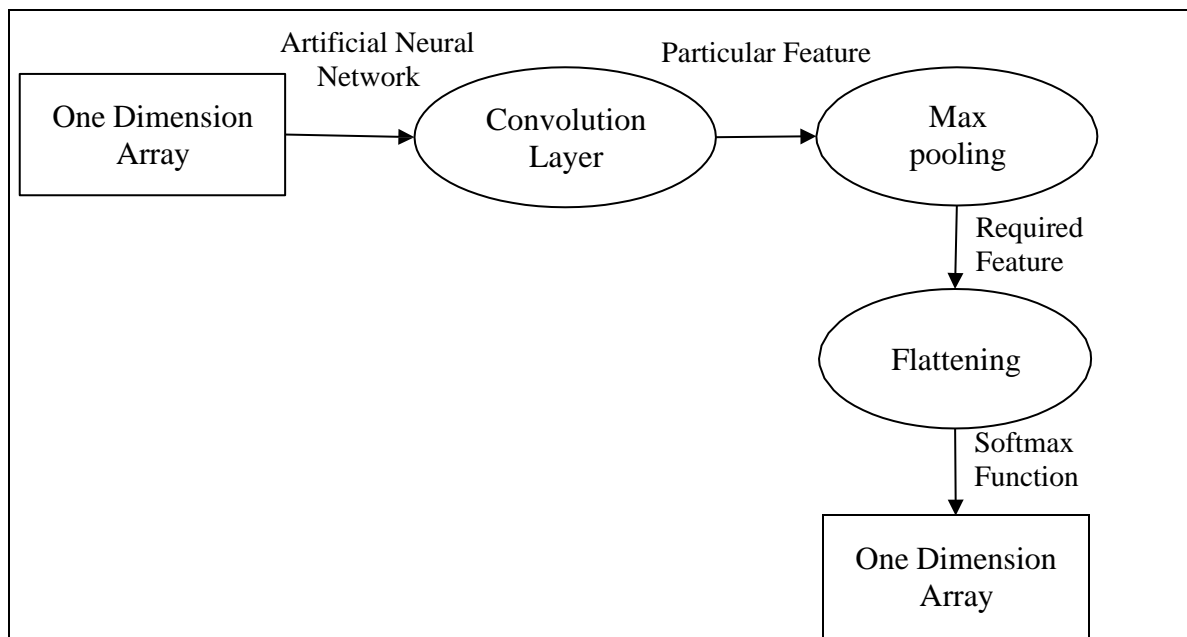 One Dimension
Array
Artificial Neural
Network
Convolution
Layer
Particular Feature
Max
pooling
Required
Feature
Flattening
Softmax
Function
One Dimension
Array